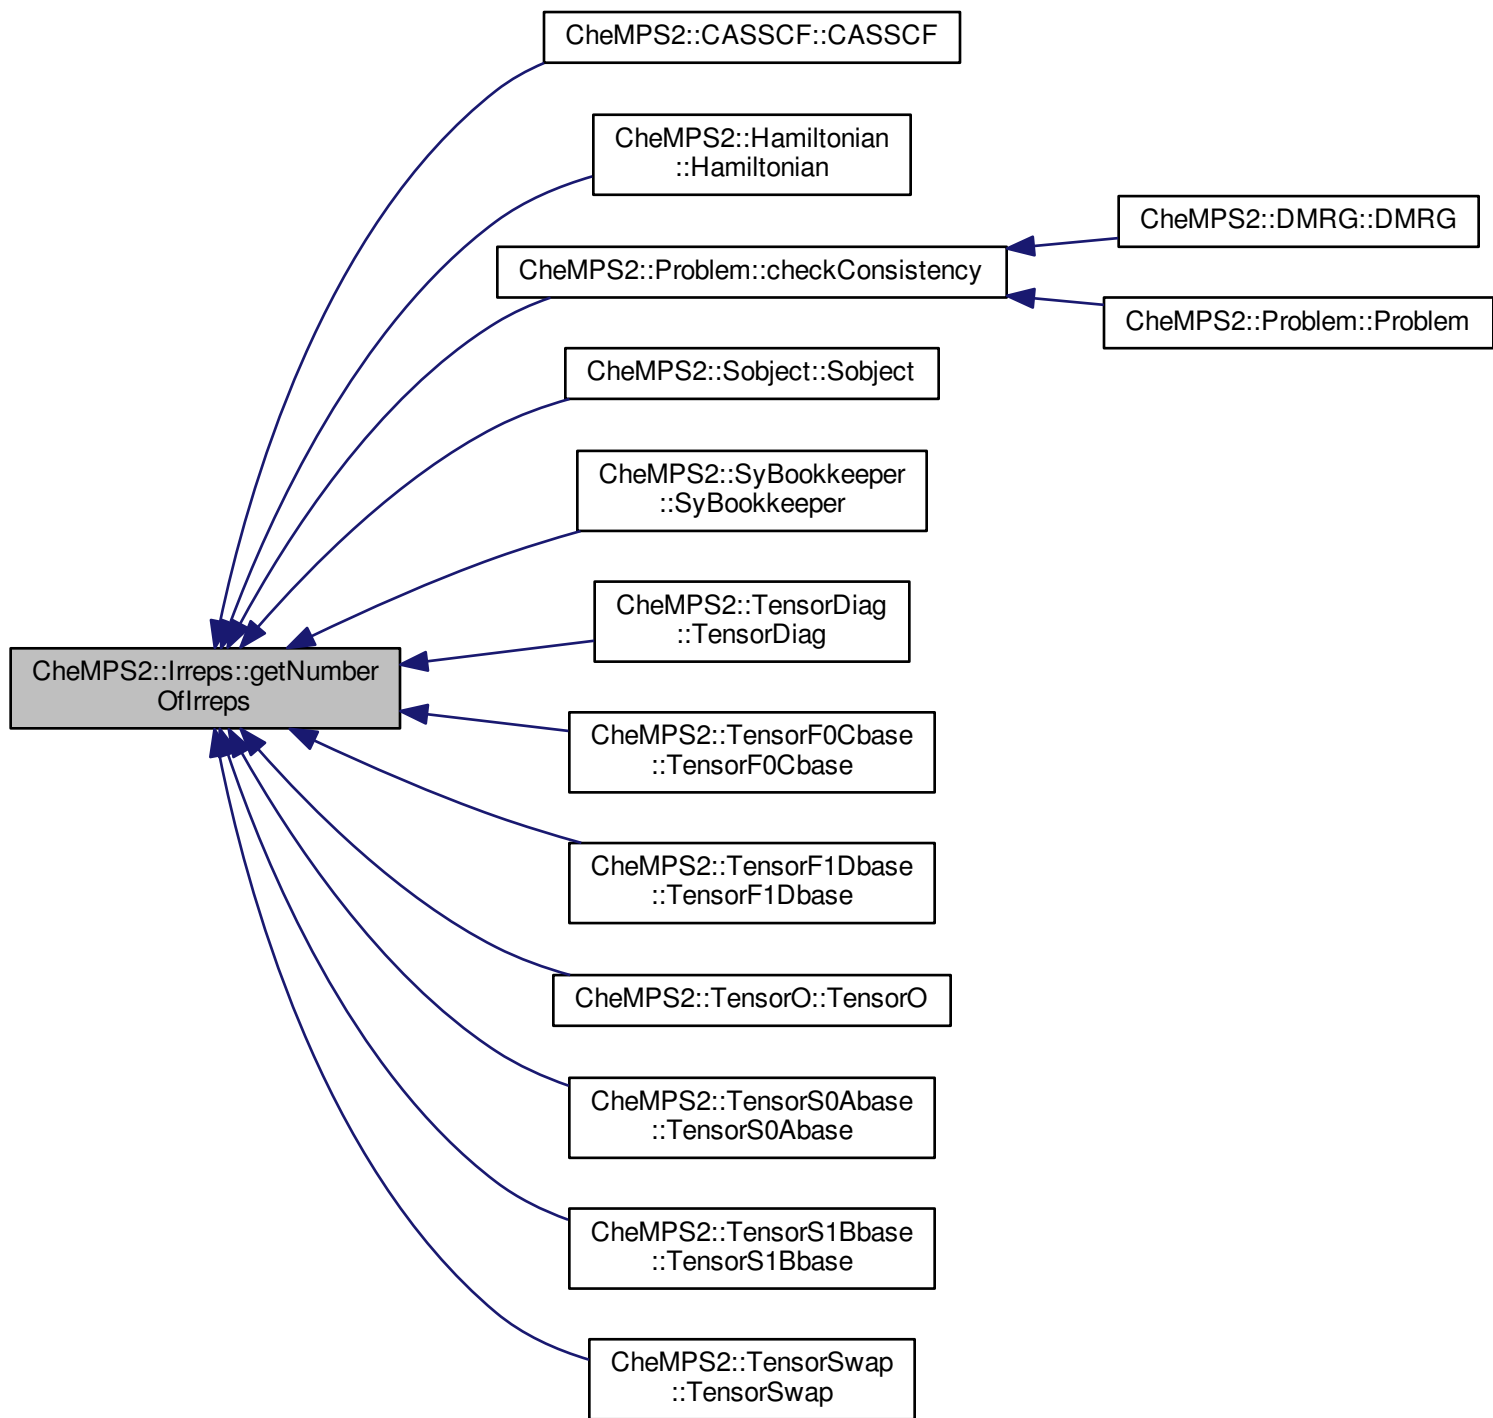 CheMPS2::CASSCF::CASSCF
CheMPS2::Hamiltonian
::Hamiltonian
CheMPS2::DMRG::DMRG
CheMPS2::Problem::checkConsistency
CheMPS2::Problem::Problem
CheMPS2::Sobject::Sobject
CheMPS2::SyBookkeeper
::SyBookkeeper
CheMPS2::TensorDiag
::TensorDiag
CheMPS2::Irreps::getNumber
OfIrreps
CheMPS2::TensorF0Cbase
::TensorF0Cbase
CheMPS2::TensorF1Dbase
::TensorF1Dbase
CheMPS2::TensorO::TensorO
CheMPS2::TensorS0Abase
::TensorS0Abase
CheMPS2::TensorS1Bbase
::TensorS1Bbase
CheMPS2::TensorSwap
::TensorSwap